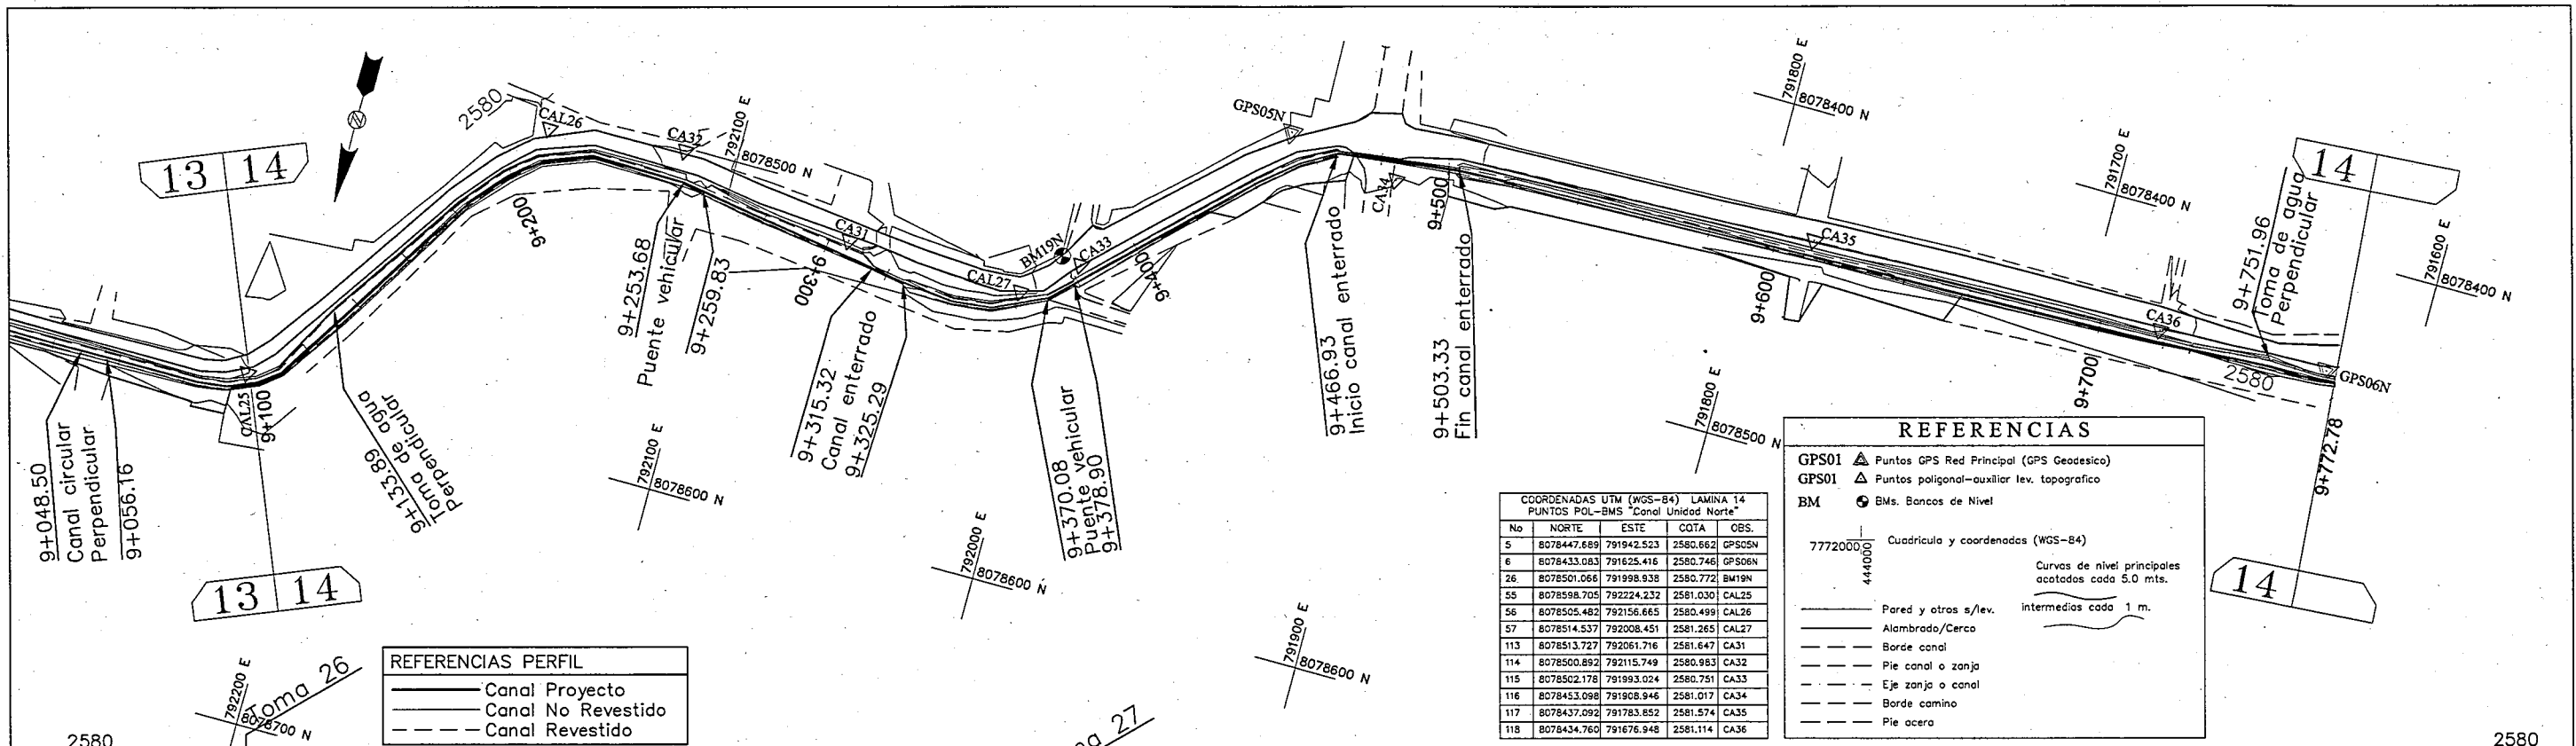 13 14
N
2580
CAL26
CA32
792100 E
8078500 N
GPS05N
791800 E
8078400 N
791700 E
8078400 N
14
791600 E
8078400 N
9+200
CA31
BM19N
CA33
CAL27
9+300
9+400
CA34
9+500
CA35
9+600
CA36
9+700
2580
GPS06N
CAL25
9+100
9+048.50
Canal circular
Perpendicular
9+056.16
9+133.89
Toma de agua
Perpendicular
9+253.68
Puente vehicular
9+259.83
9+315.32
Canal enterrado
9+325.29
9+370.08
Puente vehicular
9+378.90
9+466.93
Inicio canal enterrado
9+503.33
Fin canal enterrado
9+751.96
Toma de agua
Perpendicular
9+772.78
792100 E
8078600 N
792000 E
8078600 N
791900 E
8078600 N
791800 E
8078500 N
792200 E
8078700 N
13 14
14
Toma 26
27
2580
2580
REFERENCIAS PERFIL
Canal Proyecto
Canal No Revestido
Canal Revestido
COORDENADAS UTM (WGS-84) LAMINA 14
PUNTOS POL-BMS "Canal Unidad Norte"
No NORTE ESTE COTA OBS.
5 8078447.689 791942.523 2580.662 GPS05N
6 8078433.083 791625.416 2580.746 GPS06N
26 8078501.066 791998.938 2580.772 BM19N
55 8078598.705 792224.232 2581.030 CAL25
56 8078505.482 792156.665 2580.499 CAL26
57 8078514.537 792008.451 2581.265 CAL27
113 8078513.727 792061.716 2581.647 CA31
114 8078500.892 792115.749 2580.983 CA32
115 8078502.178 791993.024 2580.751 CA33
116 8078453.098 791908.946 2581.017 CA34
117 8078437.092 791783.852 2581.574 CA35
118 8078434.760 791676.948 2581.114 CA36
REFERENCIAS
GPS01 Puntos GPS Red Principal (GPS Geodesico)
GPS01 Puntos poligonal-auxiliar lev. topografico
BM BMs. Bancos de Nivel
7772000
444000
Cuadricula y coordenadas (WGS-84)
Curvas de nivel principales
acotados cada 5.0 mts.
intermedias cada 1 m.
Pared y otros s/lev.
Alambrado/Cerco
Borde canal
Pie canal o zanja
Eje zanja o canal
Borde camino
Pie acera